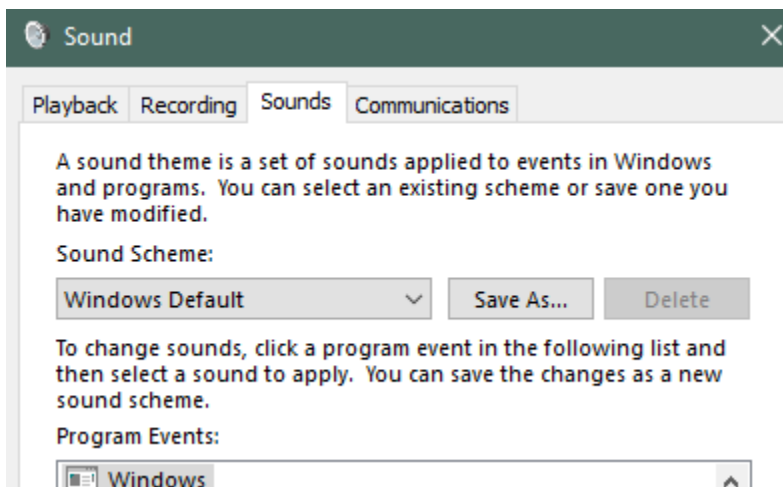 Sound
Playback Recording Sounds Communications
A sound theme is a set of sounds applied to events in Windows
and programs. You can select an existing scheme or save one you
have modified.
Sound Scheme:
Windows Default Save As... Delete
To change sounds, click a program event in the following list and
then select a sound to apply. You can save the changes as a new
sound scheme.
Program Events:
Windows